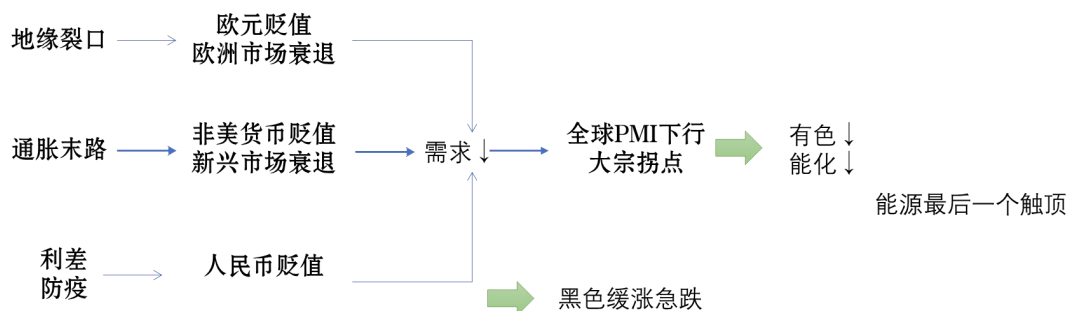 地缘裂口
欧元贬值
欧洲市场衰退
通胀末路
非美货币贬值
新兴市场衰退
需求↓
全球PMI下行
大宗拐点
有色↓
能化↓
能源最后一个触顶
利差
防疫
人民币贬值
黑色缓涨急跌